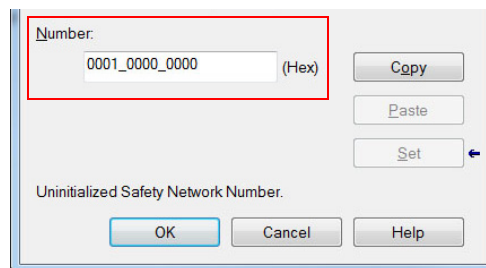 Number:
0001_0000_0000 (Hex) Copy
Paste
Set
Uninitialized Safety Network Number.
OK Cancel Help